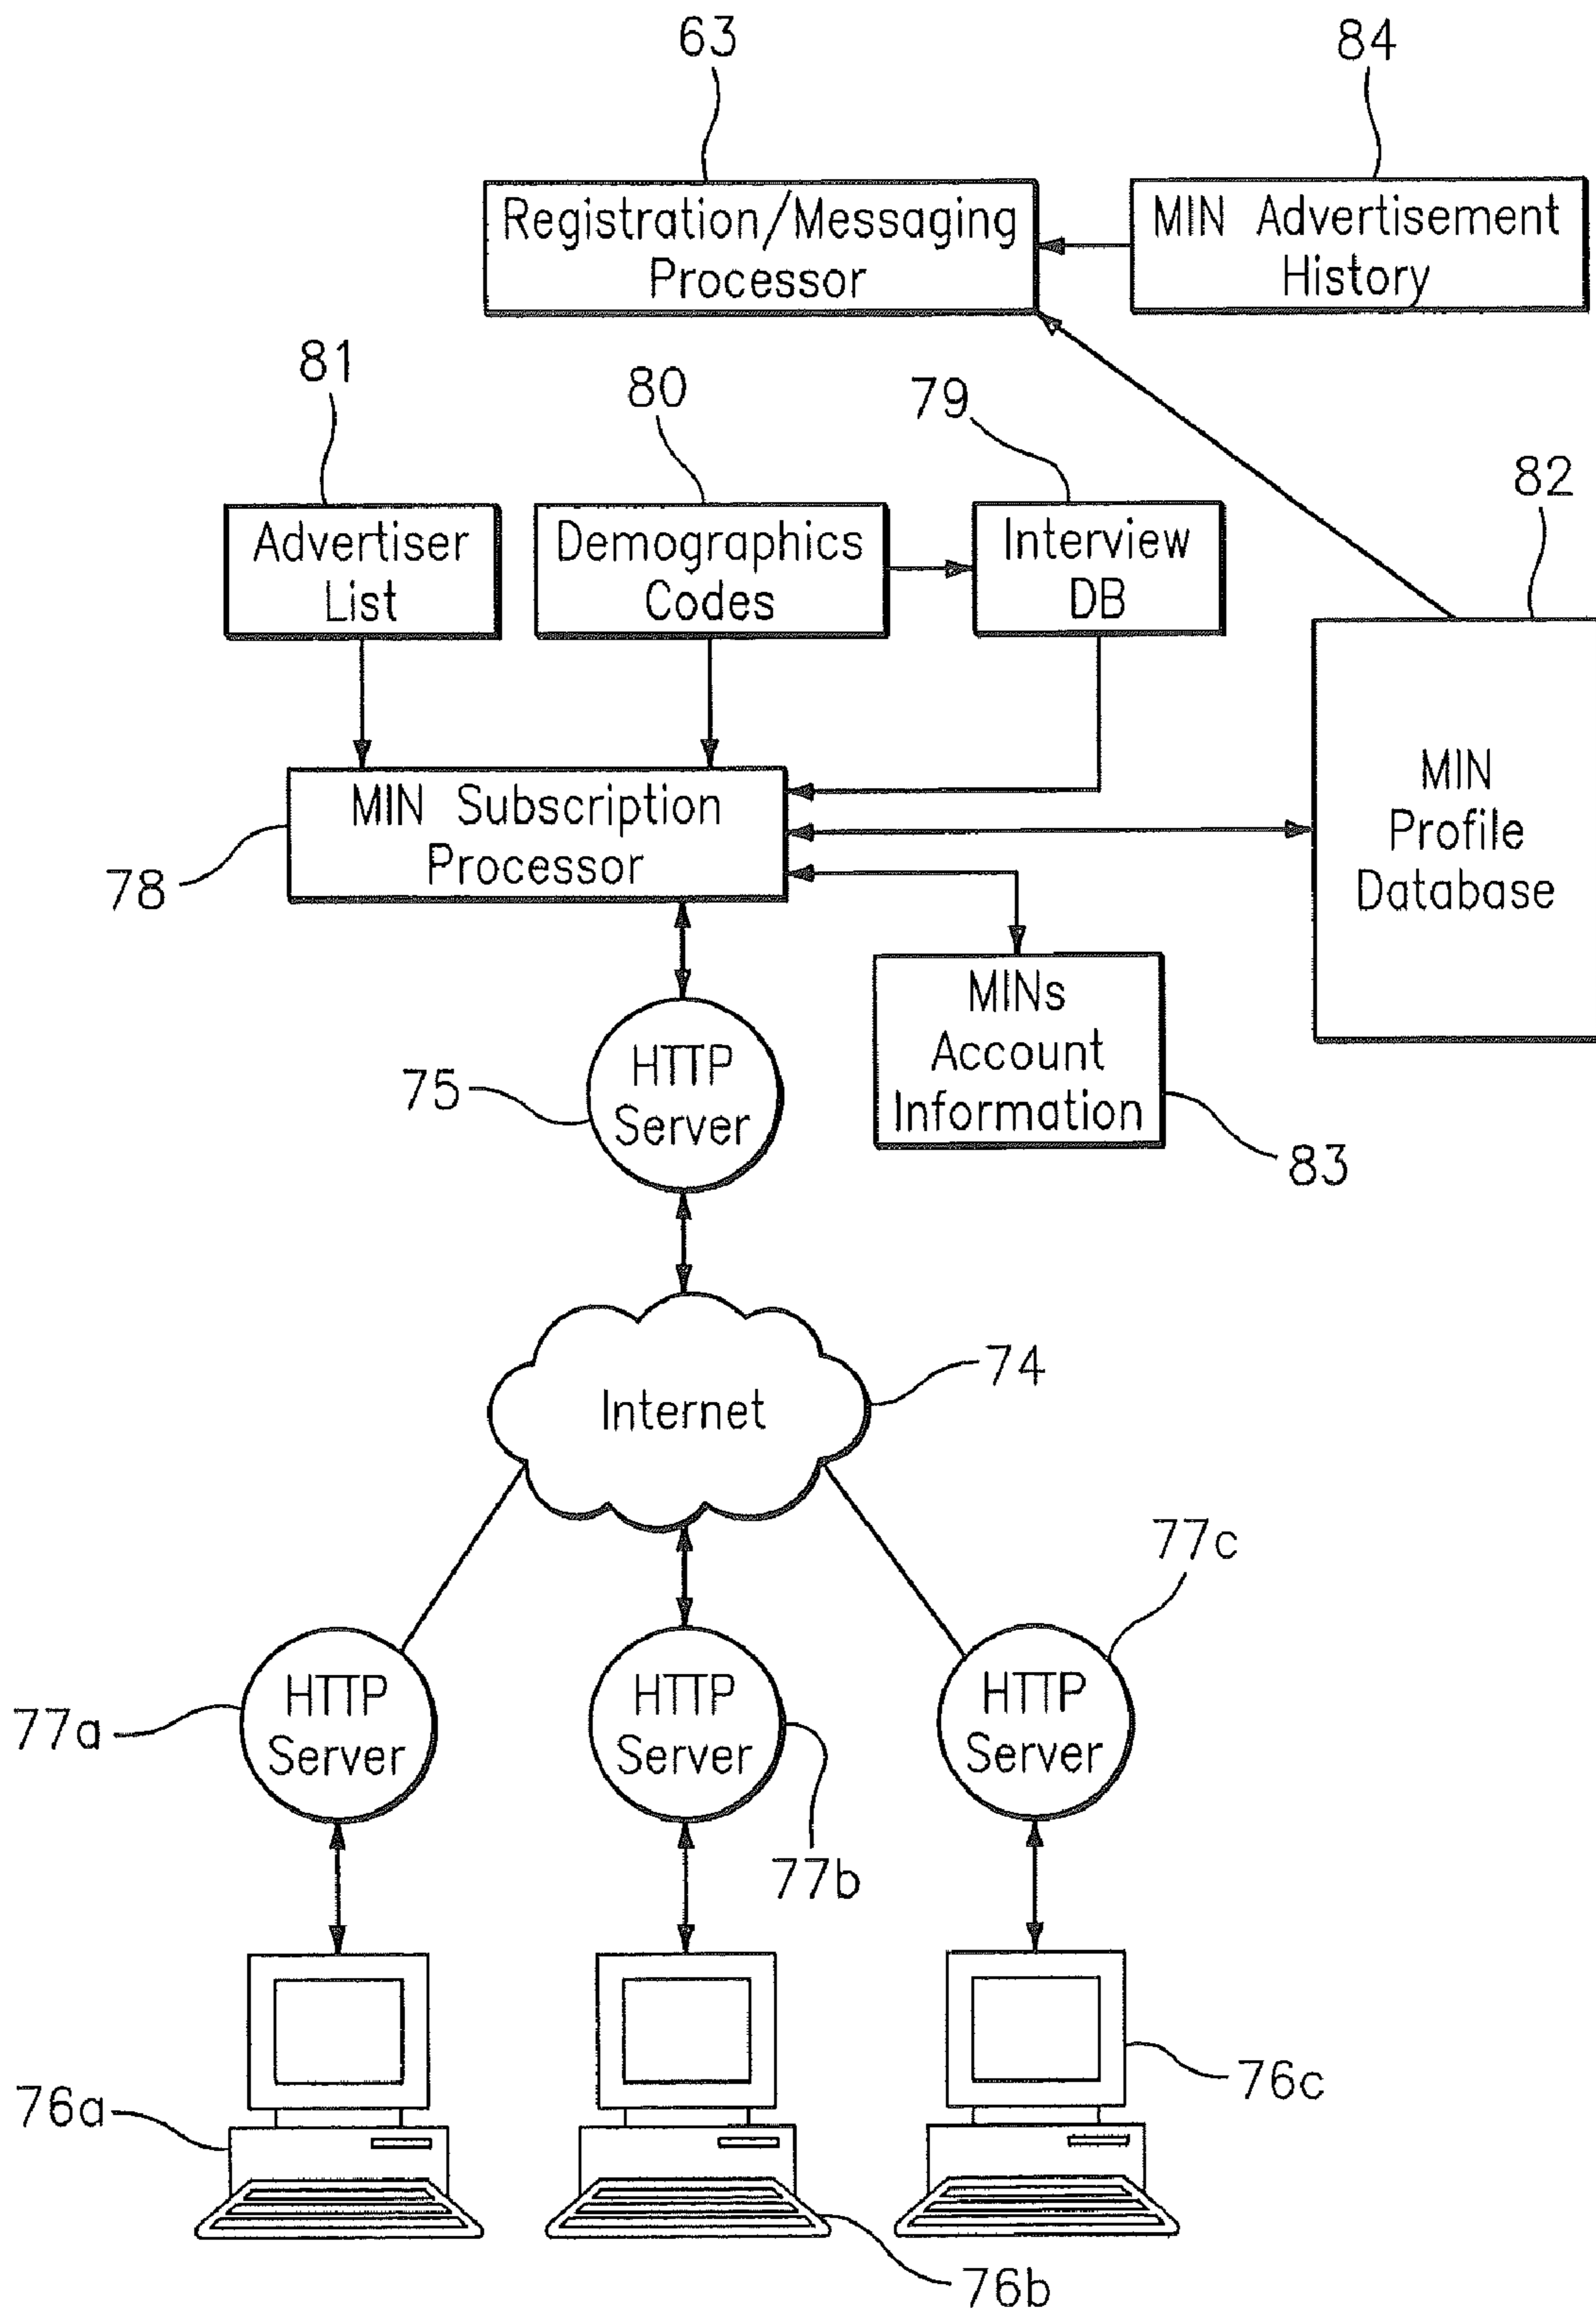 63
84
Registration/Messaging
Processor
MIN Advertisement
History
81
80
79
82
Advertiser
List
Demographics
Codes
Interview
DB
MIN Subscription
Processor
78
MIN
Profile
Database
MINs
Account
Information
83
HTTP
Server
75
Internet
74
77c
HTTP
Server
77a
HTTP
Server
77b
HTTP
Server
76a
76c
76b